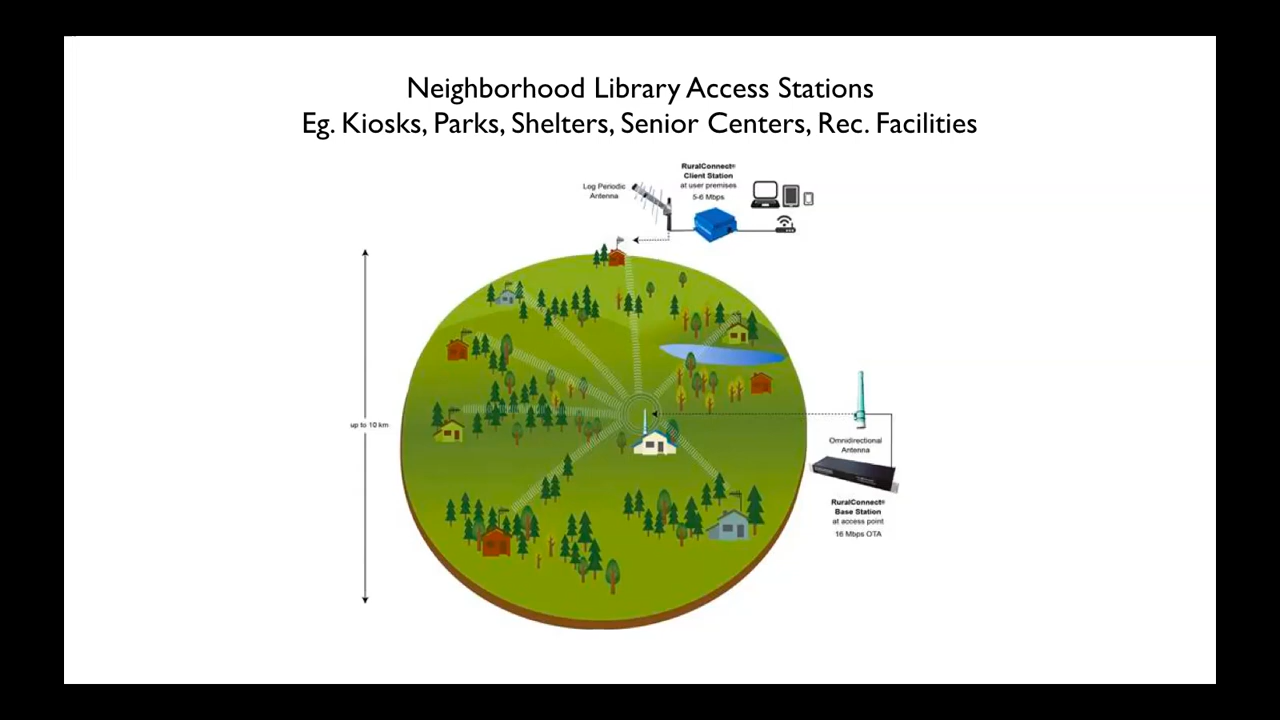 Neighborhood Library Access Stations
Eg. Kiosks, Parks, Shelters, Senior Centers, Rec. Facilities
RuralConnect®
Client Station
at user premises
5-6 Mbps
Log Periodic
Antenna
up to 10 km
Omnidirectional
Antenna
RuralConnect®
Base Station
at access point
16 Mbps OTA